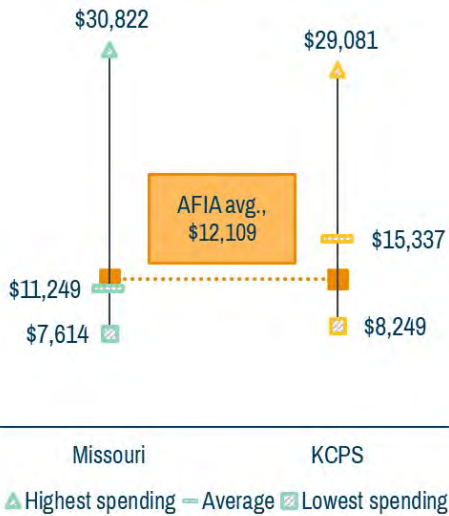 $30,822
$29,081
AFIA avg.,
$12,109
$15,337
$11,249
$7,614
$8,249
Missouri KCPS
Highest spending Average Lowest spending